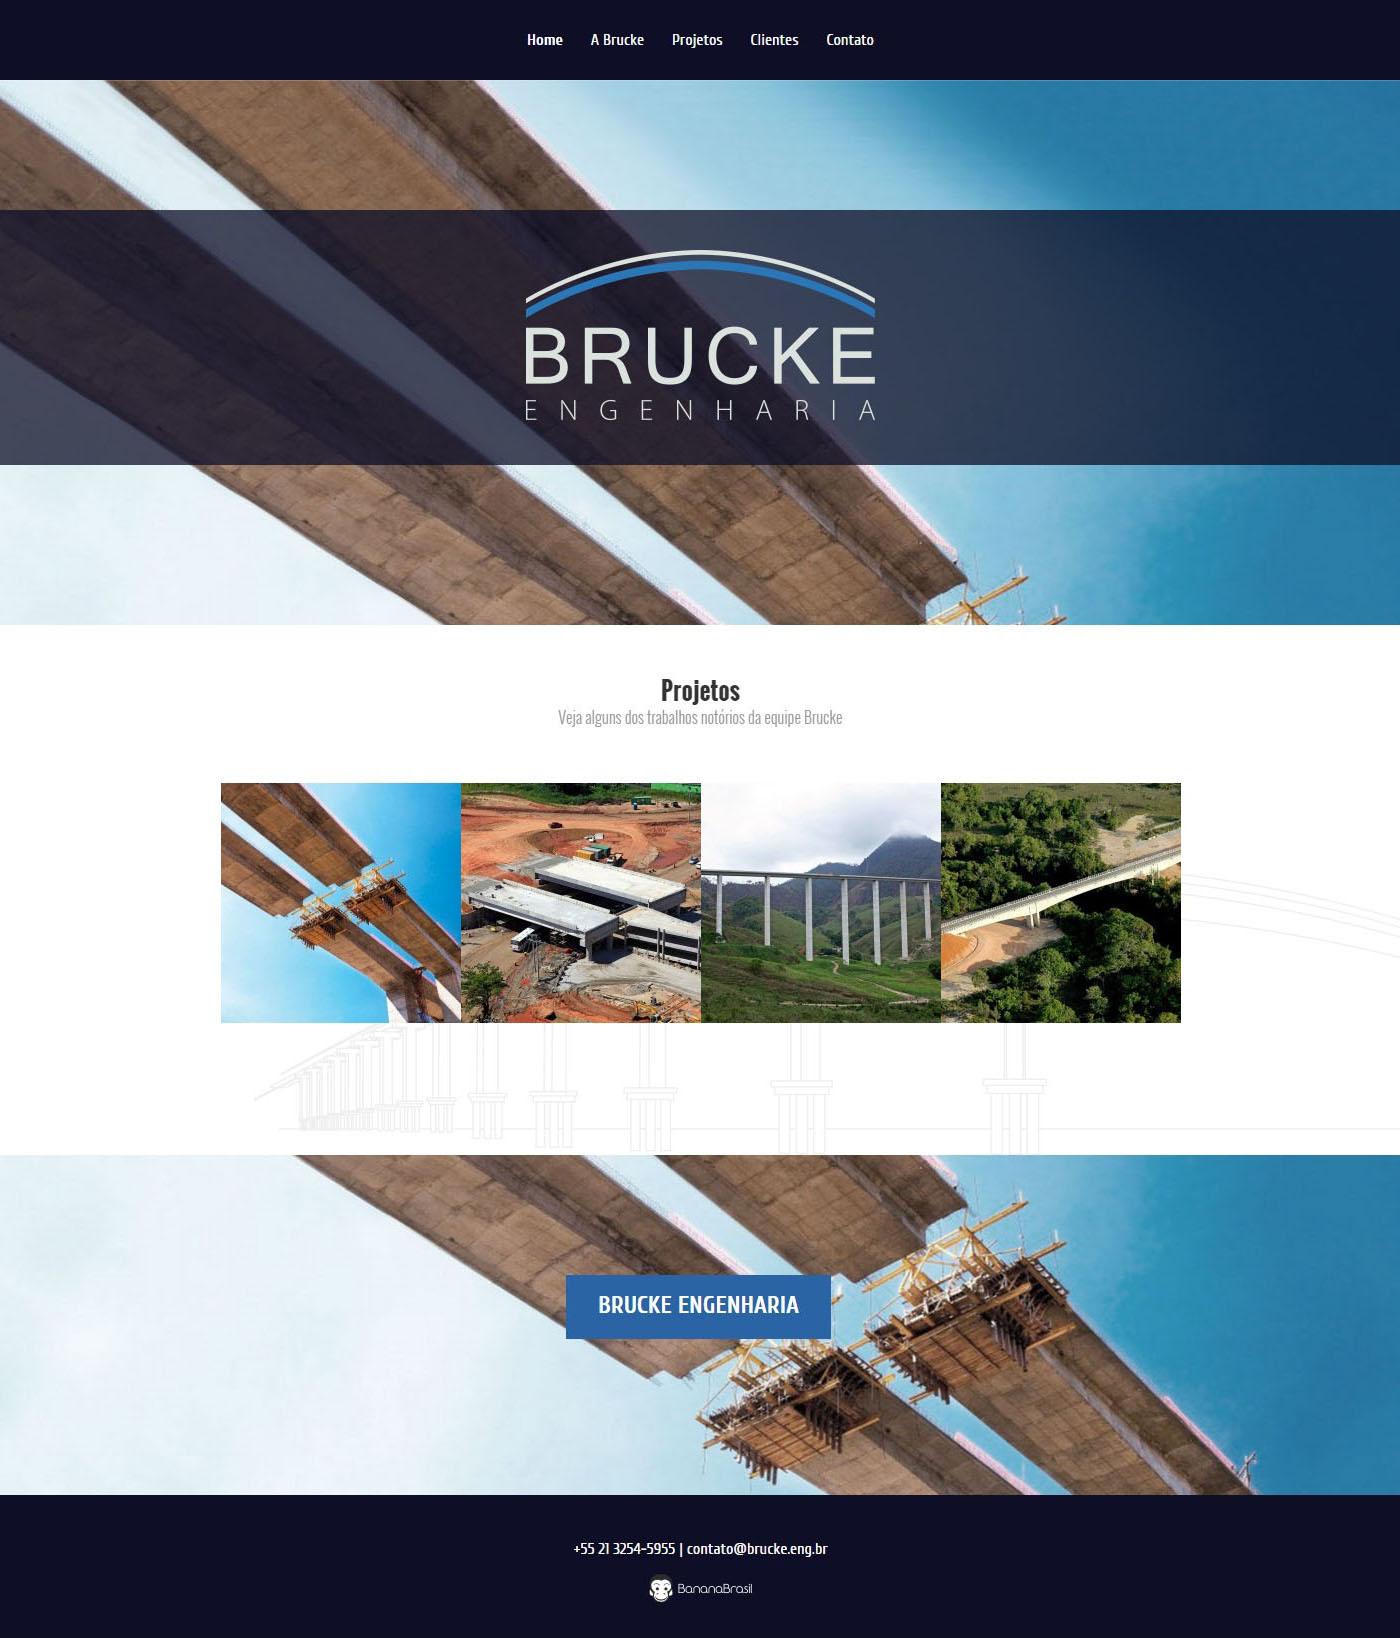 Home A Brucke Projetos Clientes Contato
BRUCKE
ENGENHARIA
Projetos
Veja alguns dos trabalhos notórios da equipe Brucke
BRUCKE ENGENHARIA
+55 21 3254-5955 | contato@brucke.eng.br
BananaBrasil